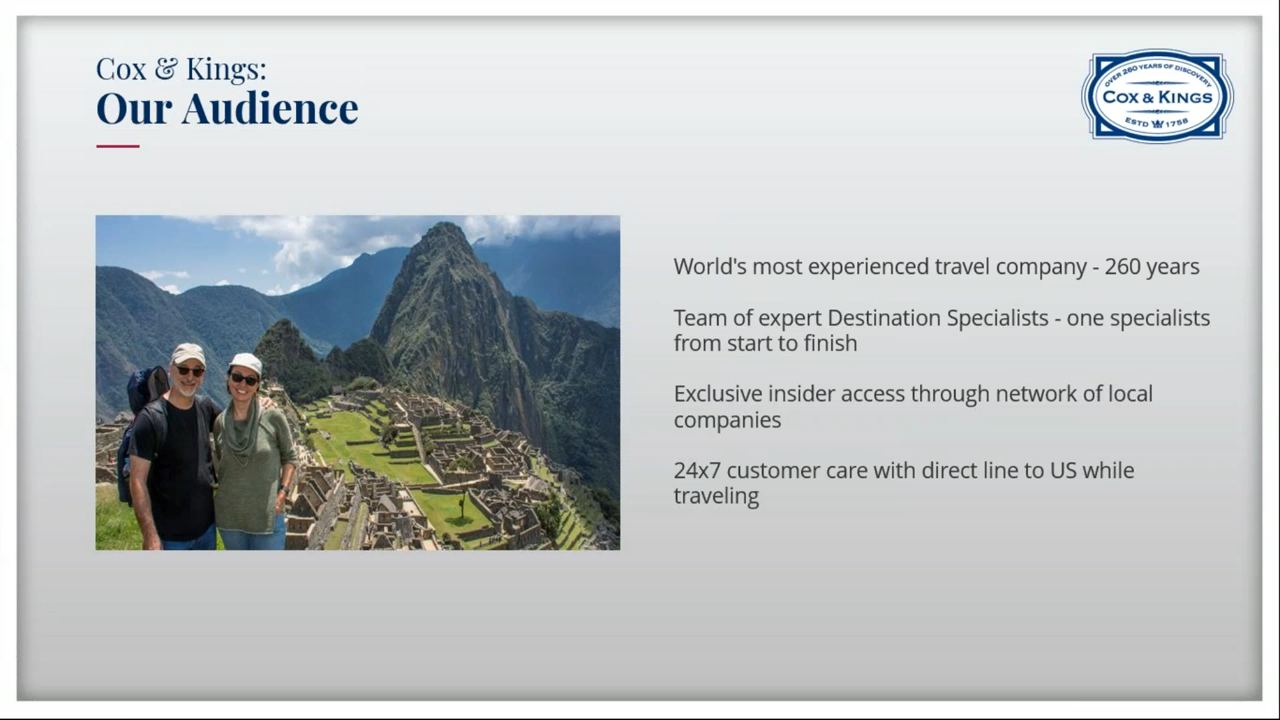 Cox & Kings:
Our Audience
OVER 260 YEARS OF DISCOVERY
COX & KINGS
ESTD 1758
World's most experienced travel company - 260 years
Team of expert Destination Specialists - one specialists
from start to finish
Exclusive insider access through network of local
companies
24x7 customer care with direct line to US while
traveling